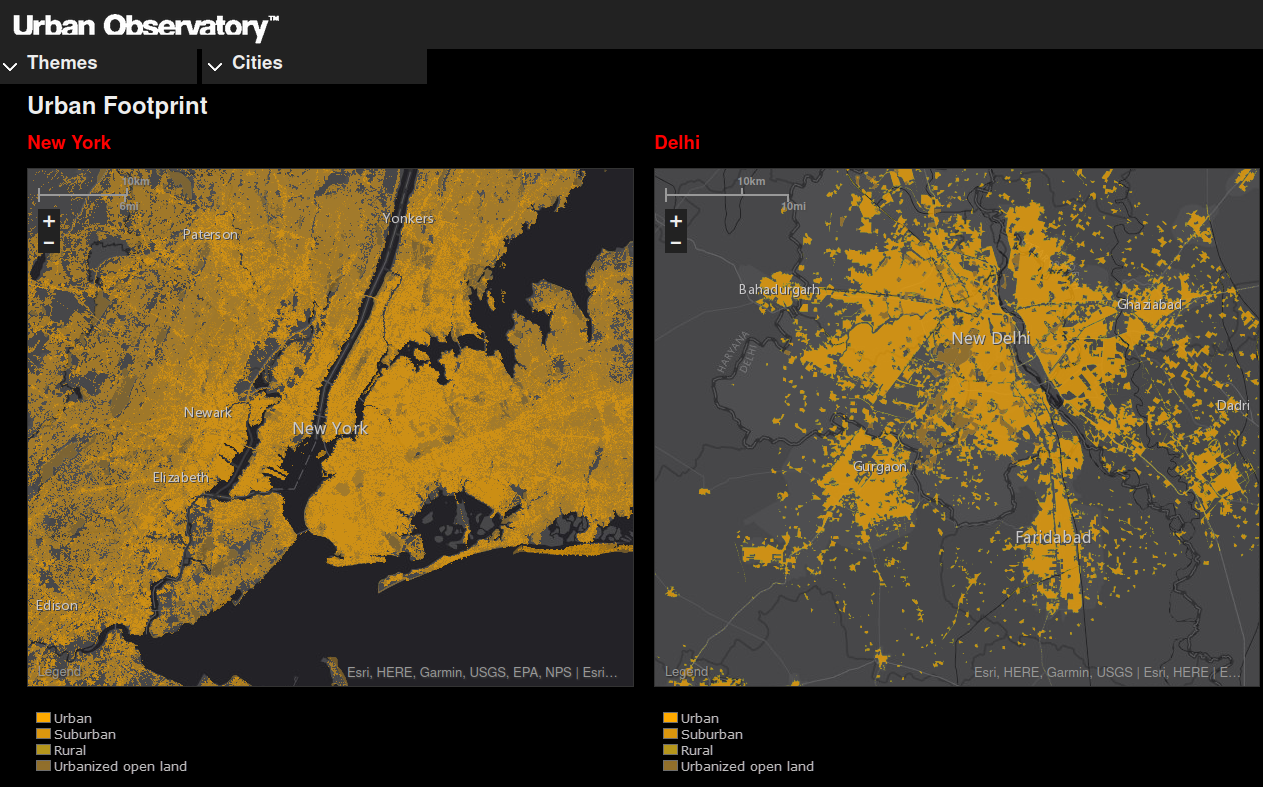 Urban Observatory™
Themes
Cities
Urban Footprint
New York
Delhi
10km
6mi
+
−
Yonkers
Paterson
Newark
New York
Elizabeth
Edison
Legend
Esri, HERE, Garmin, USGS, EPA, NPS | Esri…
10km
10mi
+
−
Bahadurgarh
Ghaziabad
New Delhi
HARYANA
DELHI
Dadri
Gurgaon
Faridabad
Legend
Esri, HERE, Garmin, USGS | Esri, HERE | E…
Urban
Suburban
Rural
Urbanized open land
Urban
Suburban
Rural
Urbanized open land